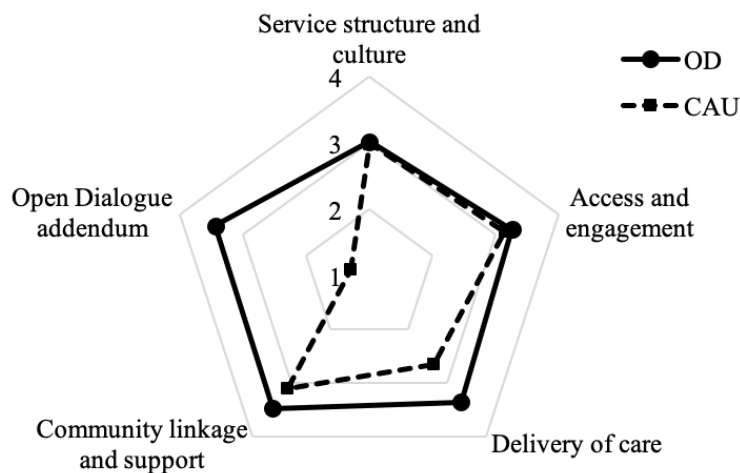 Service structure and
culture
OD
CAU
4
3
2
1
Open Dialogue
addendum
Access and
engagement
Community linkage
and support
Delivery of care